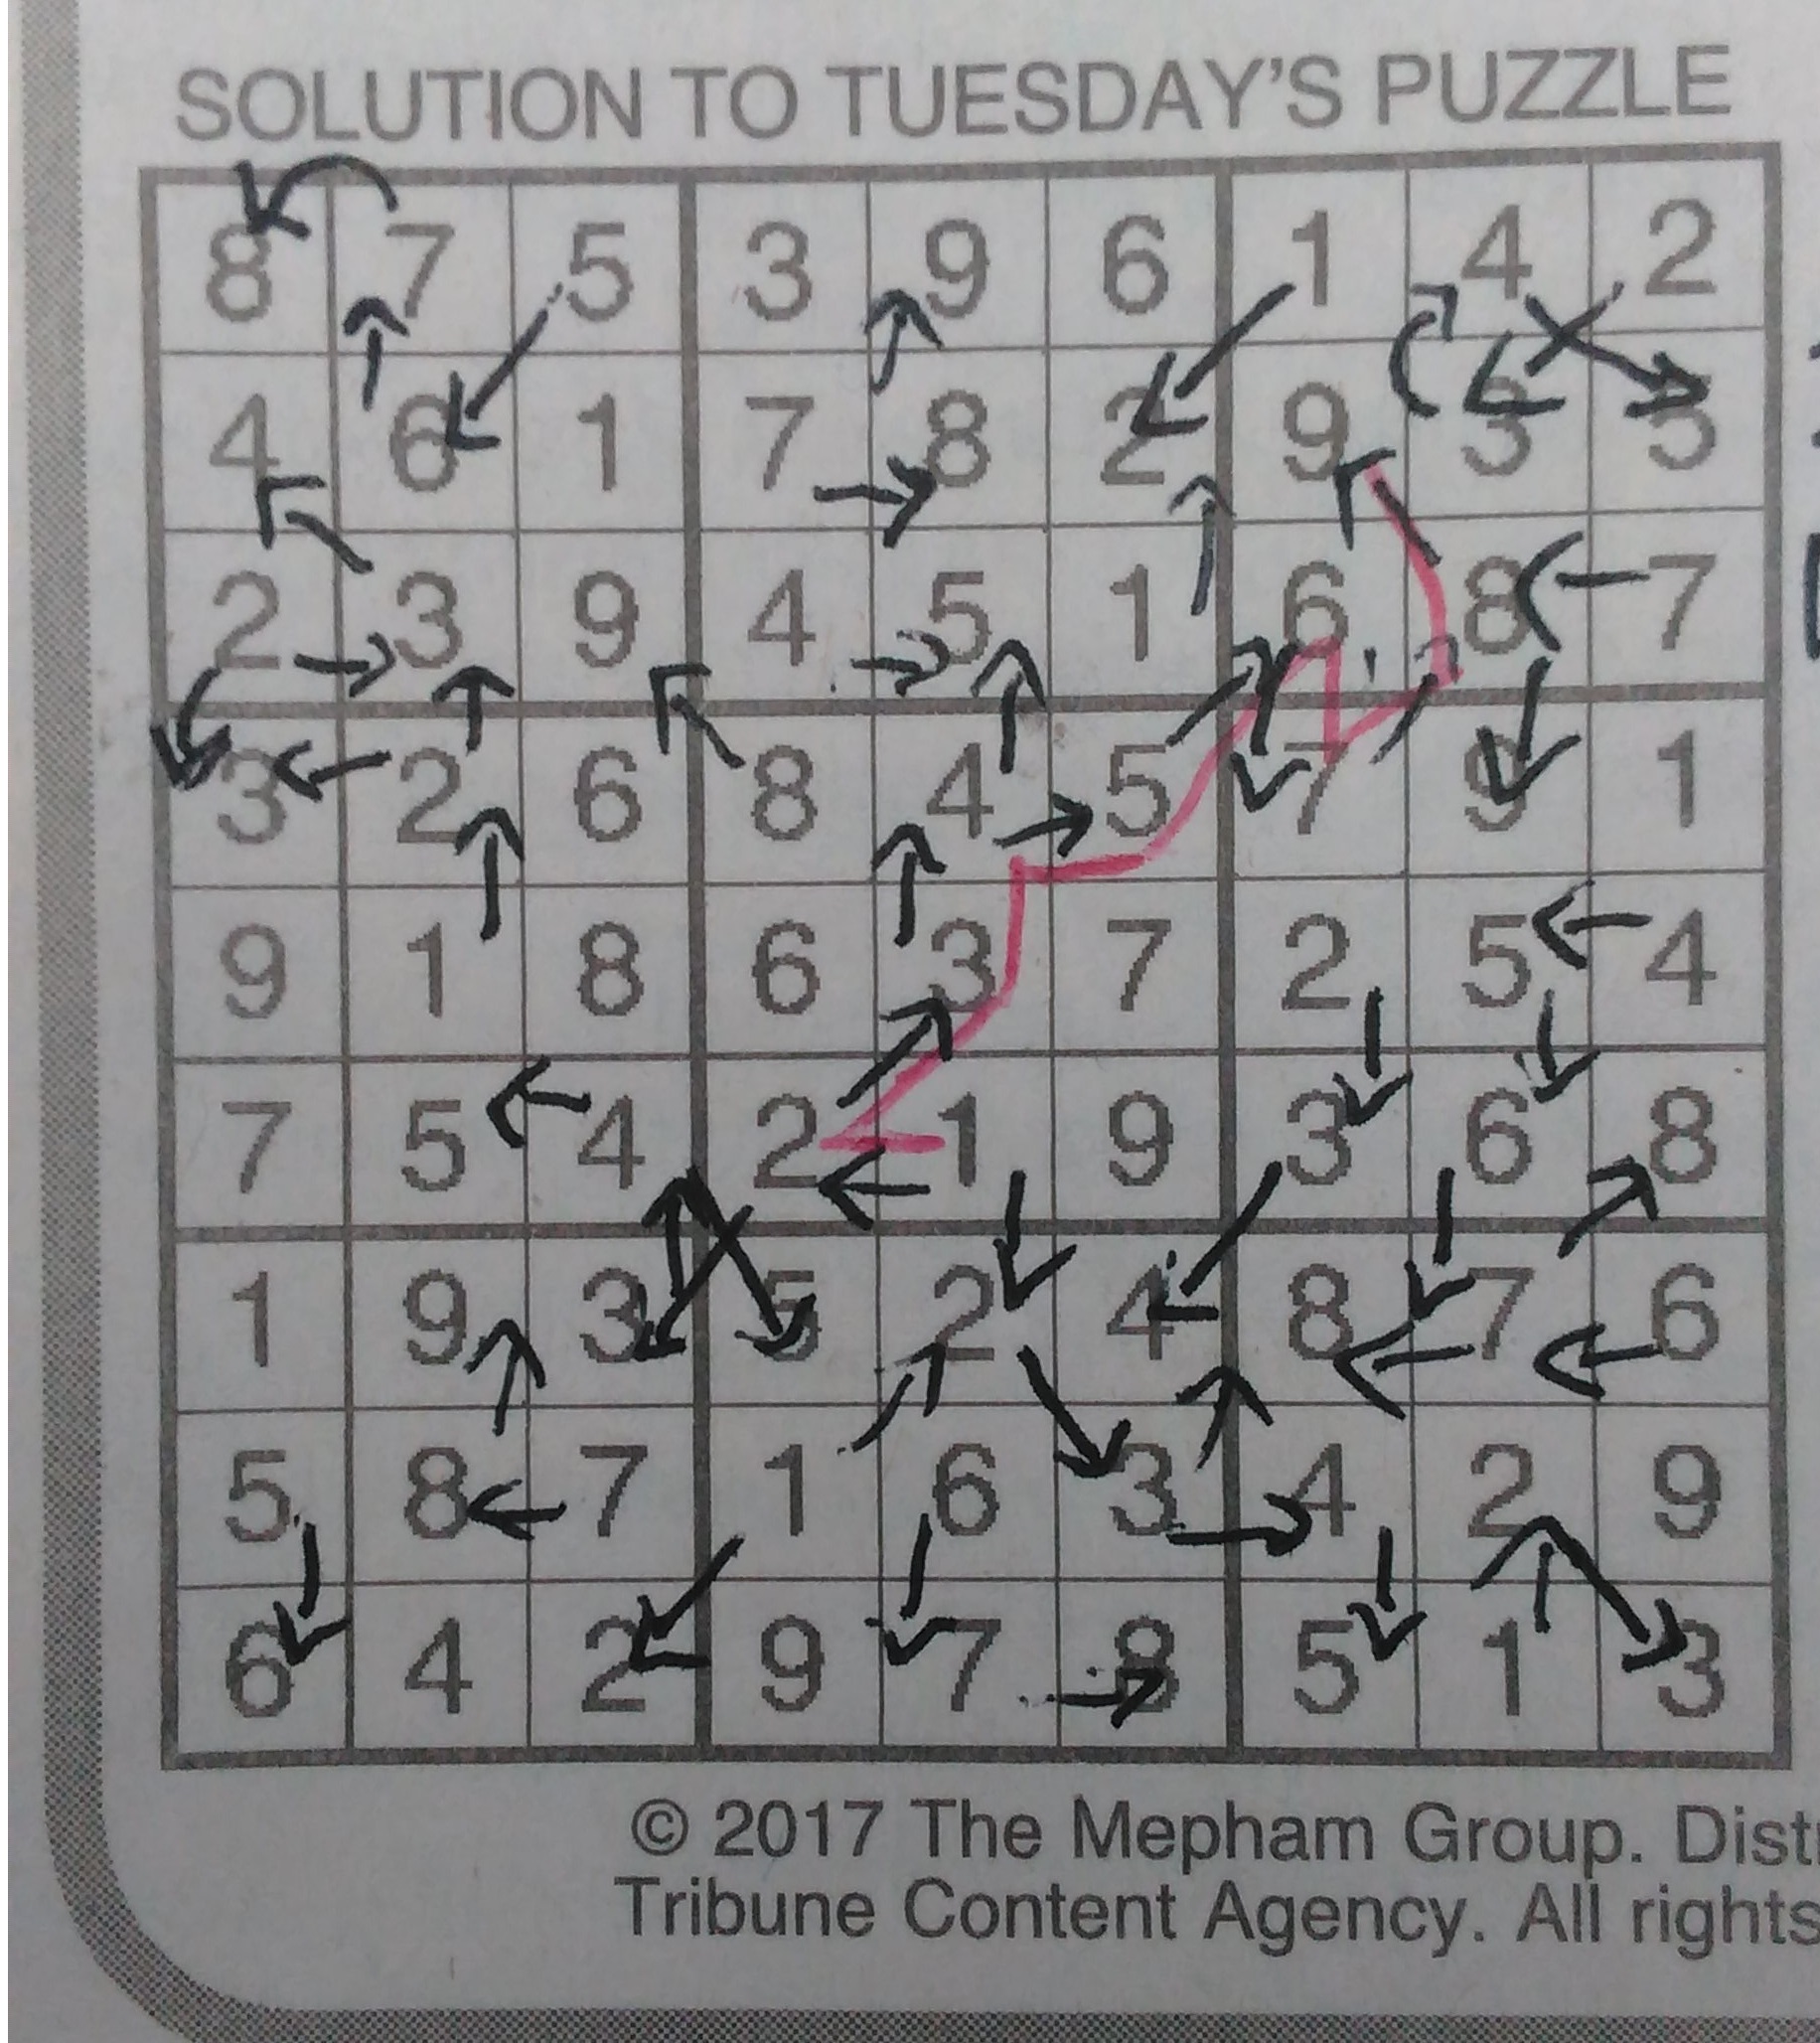 SOLUTION TO TUESDAY'S PUZZLE
8 7 5 3 9 6 1 4 2
4 6 1 7 8 2 9 3 5
2 3 9 4 5 1 6 8 7
3 2 6 8 4 5 7 9 1
9 1 8 6 3 7 2 5 4
7 5 4 2 1 9 3 6 8
1 9 3 5 2 4 8 7 6
5 8 7 1 6 3 4 2 9
6 4 2 9 7 8 5 1 3
© 2017 The Mepham Group. Dist
Tribune Content Agency. All rights